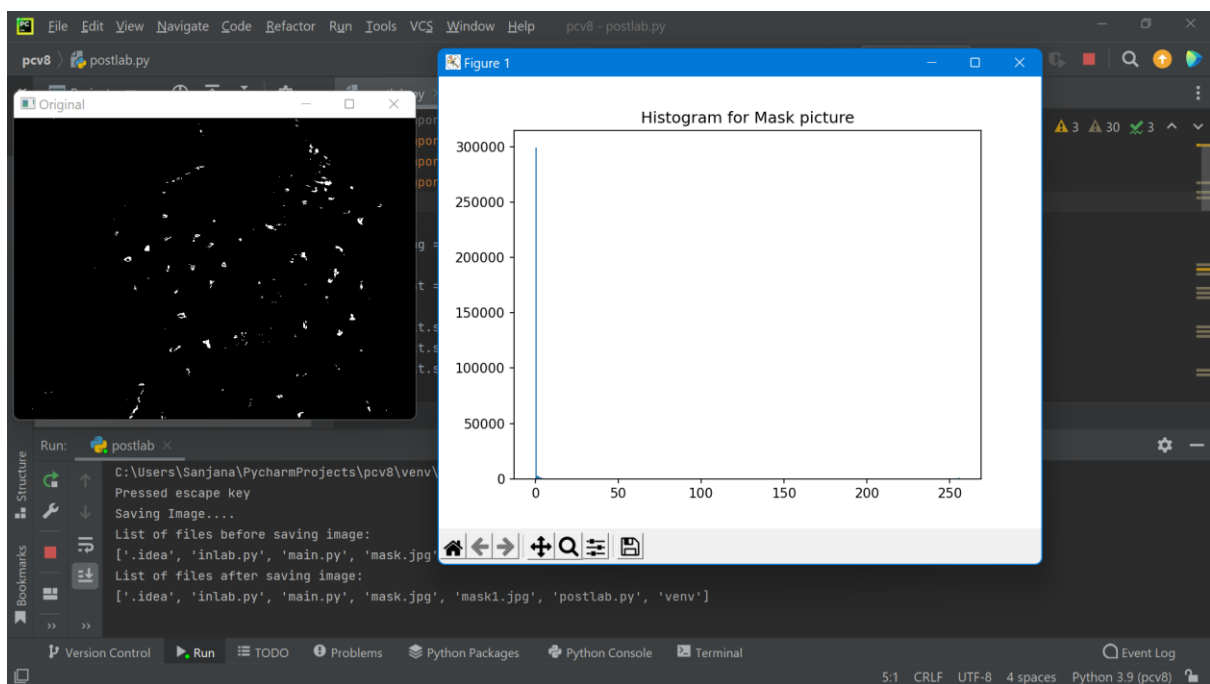 File Edit View Navigate Code Refactor Run Tools VCS Window Help pcv8 - postlab.py
pcv8 postlab.py
Figure 1
Original
3 30 3
Histogram for Mask picture
300000
250000
200000
150000
100000
50000
0
0 50 100 150 200 250
Run: postlab
C:\Users\Sanjana\PycharmProjects\pcv8\venv\
Pressed escape key
Saving Image....
List of files before saving image:
['.idea', 'inlab.py', 'main.py', 'mask.jpg'
List of files after saving image:
['.idea', 'inlab.py', 'main.py', 'mask.jpg', 'mask1.jpg', 'postlab.py', 'venv']
Structure
Bookmarks
Version Control Run TODO Problems Python Packages Python Console Terminal Event Log
5:1 CRLF UTF-8 4 spaces Python 3.9 (pcv8)